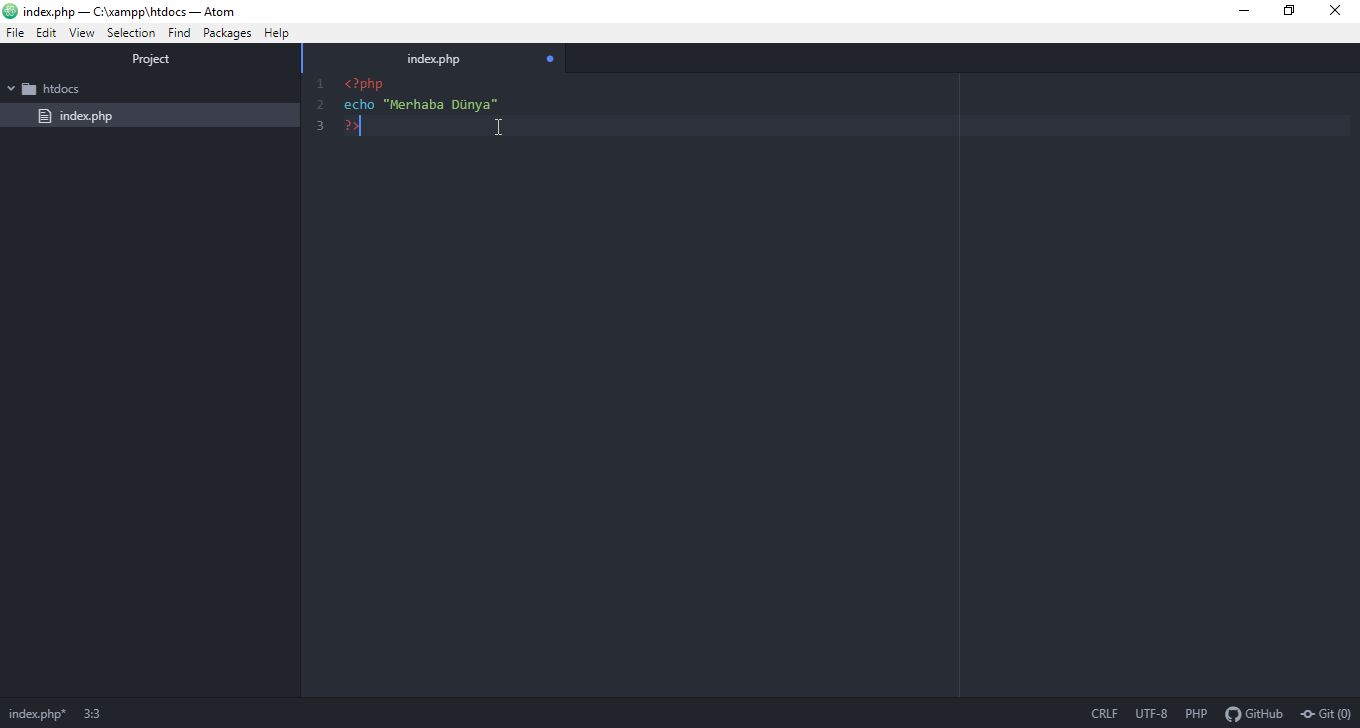 index.php — C:\xampp\htdocs — Atom
File Edit View Selection Find Packages Help
Project
index.php
htdocs
index.php
1 <?php
2 echo "Merhaba Dünya"
3 ?>
index.php* 3:3 CRLF UTF-8 PHP GitHub Git (0)